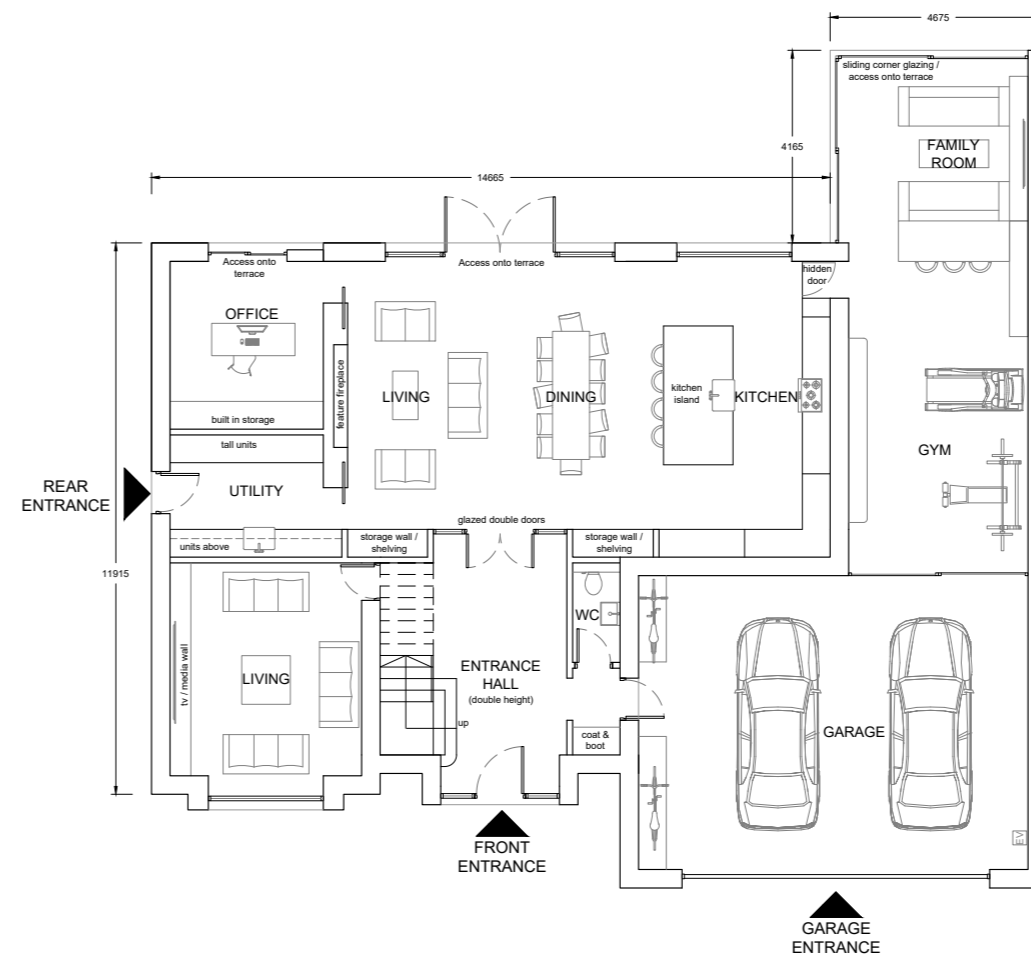 4675
sliding corner glazing /
access onto terrace
FAMILY
ROOM
4165
14665
Access onto
terrace
Access onto terrace
hidden
door
OFFICE
feature fireplace
LIVING
DINING
kitchen
island
KITCHEN
built in storage
tall units
GYM
REAR
ENTRANCE
UTILITY
glazed double doors
units above
storage wall /
shelving
storage wall /
shelving
11915
WC
tv / media wall
LIVING
ENTRANCE
HALL
(double height)
up
coat &
boot
GARAGE
EV
FRONT
ENTRANCE
GARAGE
ENTRANCE